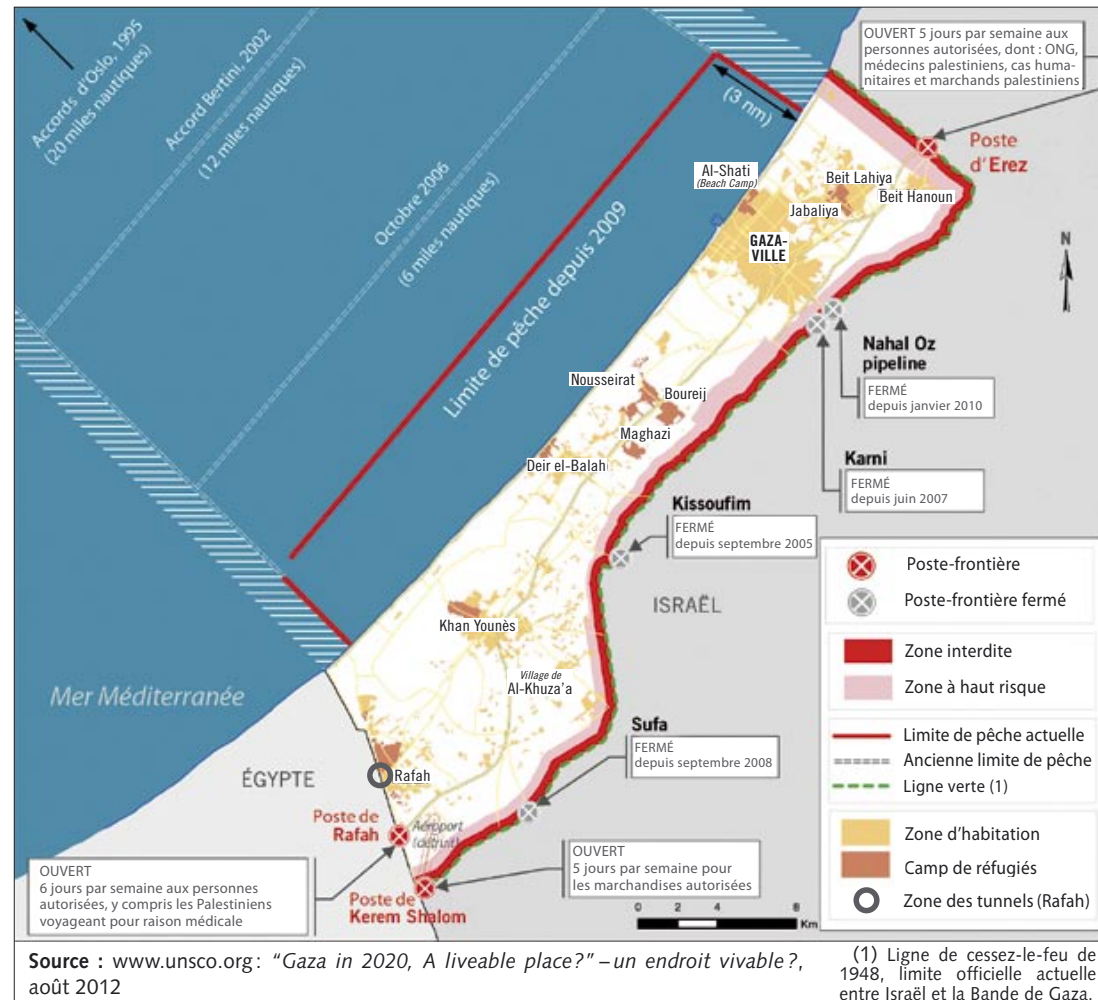 Accords d'Oslo, 1995
(20 miles nautiques)
Accord Bertini, 2002
(12 miles nautiques)
Octobre 2006
(6 miles nautiques)
Limite de pêche depuis 2009
(3 nm)
OUVERT 5 jours par semaine aux
personnes autorisées, dont : ONG,
médecins palestiniens, cas huma-
nitaires et marchands palestiniens
Poste
d'Erez
N
Al-Shati
(Beach Camp)
Beit Lahiya
Jabaliya
Beit Hanoun
GAZA-
VILLE
Nahal Oz
pipeline
FERMÉ
depuis janvier 2010
Karni
FERMÉ
depuis juin 2007
Nousseirat
Boureij
Maghazi
Deir el-Balah
Kissoufim
FERMÉ
depuis septembre 2005
ISRAËL
Khan Younès
Village de
Al-Khuza'a
Sufa
FERMÉ
depuis septembre 2008
Mer Méditerranée
ÉGYPTE
Rafah
Poste de
Rafah
Aéroport
(détruit)
OUVERT
6 jours par semaine aux personnes
autorisées, y compris les Palestiniens
voyageant pour raison médicale
Poste de
Kerem Shalom
OUVERT
5 jours par semaine pour
les marchandises autorisées
0 2 4 8
Km
Poste-frontière
Poste-frontière fermé
Zone interdite
Zone à haut risque
Limite de pêche actuelle
Ancienne limite de pêche
Ligne verte (1)
Zone d'habitation
Camp de réfugiés
Zone des tunnels (Rafah)
Source : www.unsco.org : "Gaza in 2020, A liveable place?" – un endroit vivable?,
août 2012
(1) Ligne de cessez-le-feu de
1948, limite officielle actuelle
entre Israël et la Bande de Gaza.